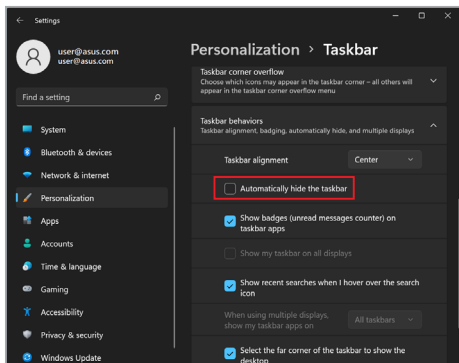 Settings
user@asus.com
user@asus.com
Find a setting
System
Bluetooth & devices
Network & internet
Personalization
Apps
Accounts
Time & language
Gaming
Accessibility
Privacy & security
Windows Update
Personalization > Taskbar
Taskbar corner overflow
Choose which icons may appear in the taskbar corner – all others will
appear in the taskbar corner overflow menu
Taskbar behaviors
Taskbar alignment, badging, automatically hide, and multiple displays
Taskbar alignment
Center
Automatically hide the taskbar
Show badges (unread messages counter) on
taskbar apps
Show my taskbar on all displays
Show recent searches when I hover over the search
icon
When using multiple displays,
show my taskbar apps on
All taskbars
Select the far corner of the taskbar to show the
desktop